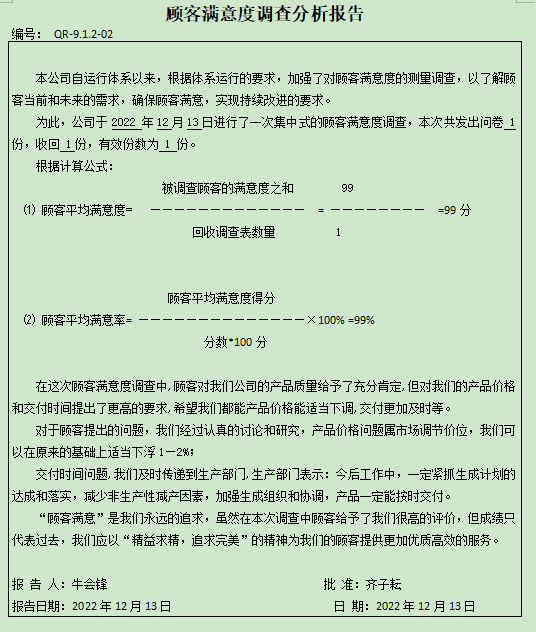 顾客满意度调查分析报告
编号： QR-9.1.2-02
本公司自运行体系以来，根据体系运行的要求，加强了对顾客满意度的测量调查，以了解顾
客当前和未来的需求，确保顾客满意，实现持续改进的要求。
为此，公司于 2022 年 12 月 13 日进行了一次集中式的顾客满意度调查，本次共发出问卷 1
份，收回 1 份，有效份数为 1 份。
根据计算公式：
被调查顾客的满意度之和 99
⑴ 顾客平均满意度= －－－－－－－－－－－－－ = －－－－－－－－ =99 分
回收调查表数量 1
顾客平均满意度得分
⑵ 顾客平均满意率= －－－－－－－－－－－－－－×100% =99%
分数*100 分
在这次顾客满意度调查中,顾客对我们公司的产品质量给予了充分肯定,但对我们的产品价格
和交付时间提出了更高的要求,希望我们都能产品价格能适当下调,交付更加及时等。
对于顾客提出的问题，我们经过认真的讨论和研究，产品价格问题属市场调节价位，我们可
以在原来的基础上适当下浮 1－2%；
交付时间问题,我们及时传递到生产部门,生产部门表示：今后工作中，一定紧抓生成计划的
达成和落实，减少非生产性减产因素，加强生成组织和协调，产品一定能按时交付。
“顾客满意”是我们永远的追求，虽然在本次调查中顾客给予了我们很高的评价，但成绩只
代表过去，我们应以“精益求精，追求完美”的精神为我们的顾客提供更加优质高效的服务。
报 告 人：牛会锋 批 准：齐子耘
报告日期：2022 年 12 月 13 日 日 期：2022 年 12 月 13 日